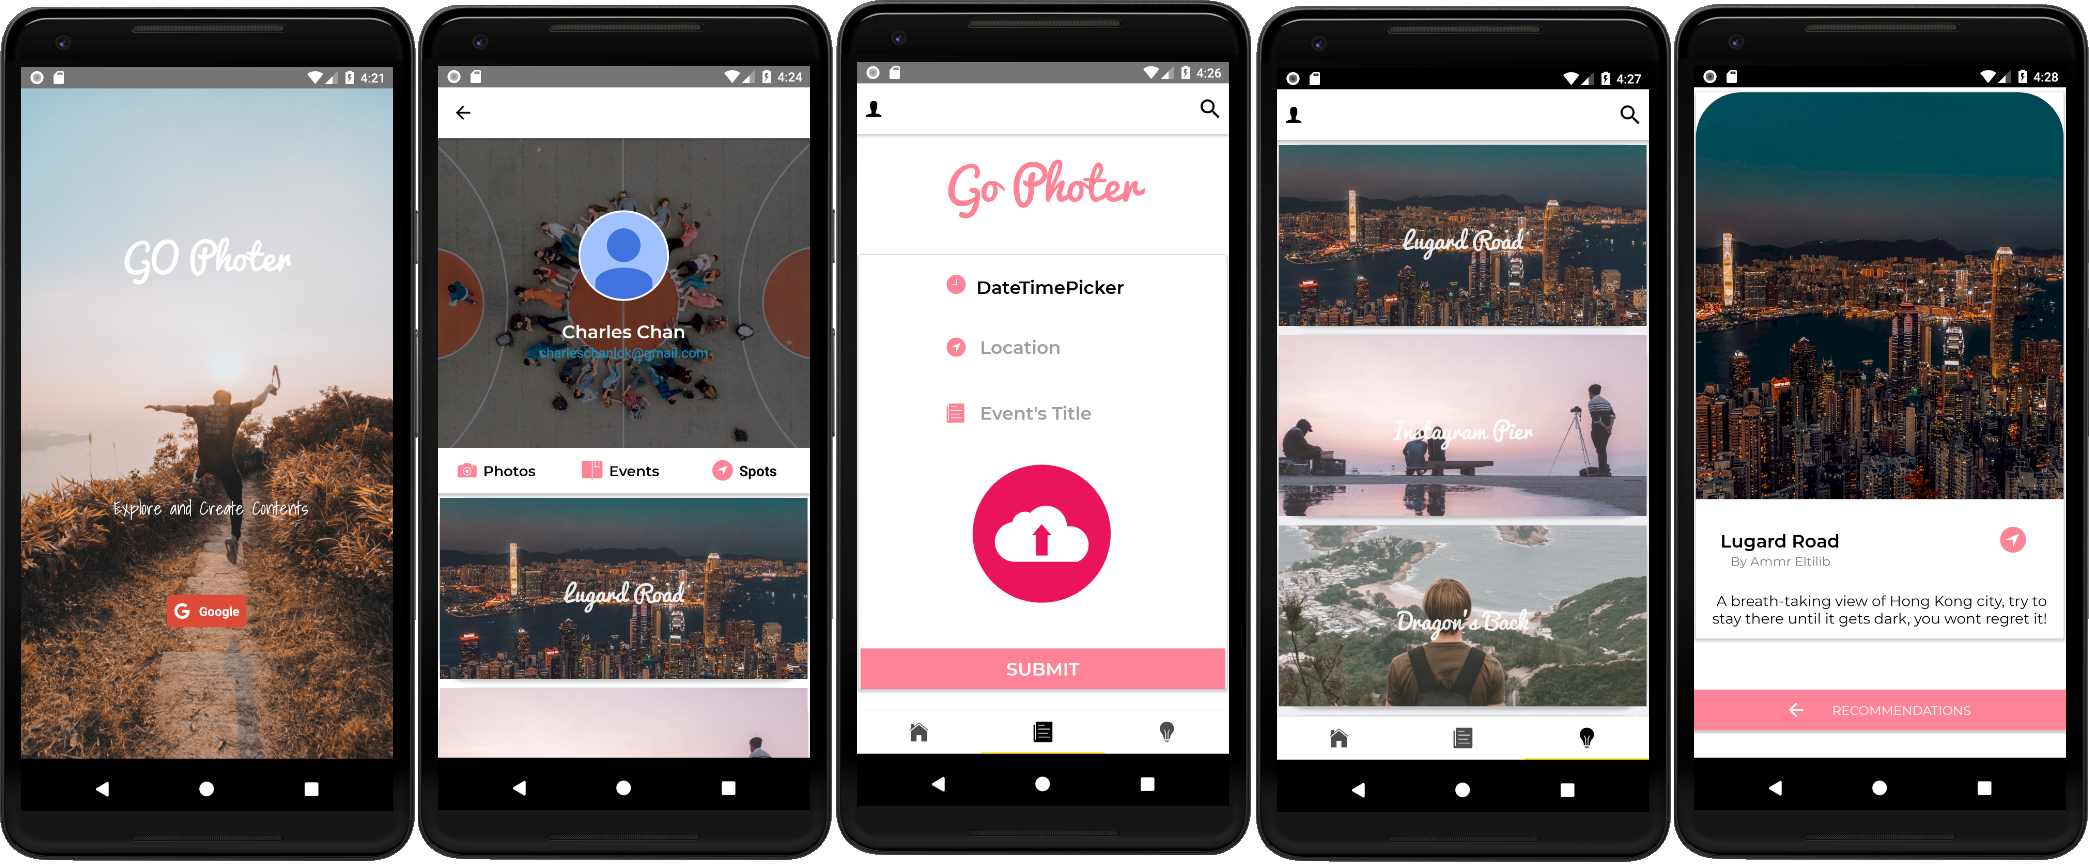 4:21
GO Photer
Explore and Create Contents
G Google
4:24
Charles Chan
charleschanlok@gmail.com
Photos
Events
Spots
Lugard Road
4:26
Go Photer
DateTimePicker
Location
Event's Title
SUBMIT
4:27
Lugard Road
Instagram Pier
Dragon's Back
4:28
Lugard Road
By Ammr Eltilib
A breath-taking view of Hong Kong city, try to
stay there until it gets dark, you wont regret it!
RECOMMENDATIONS